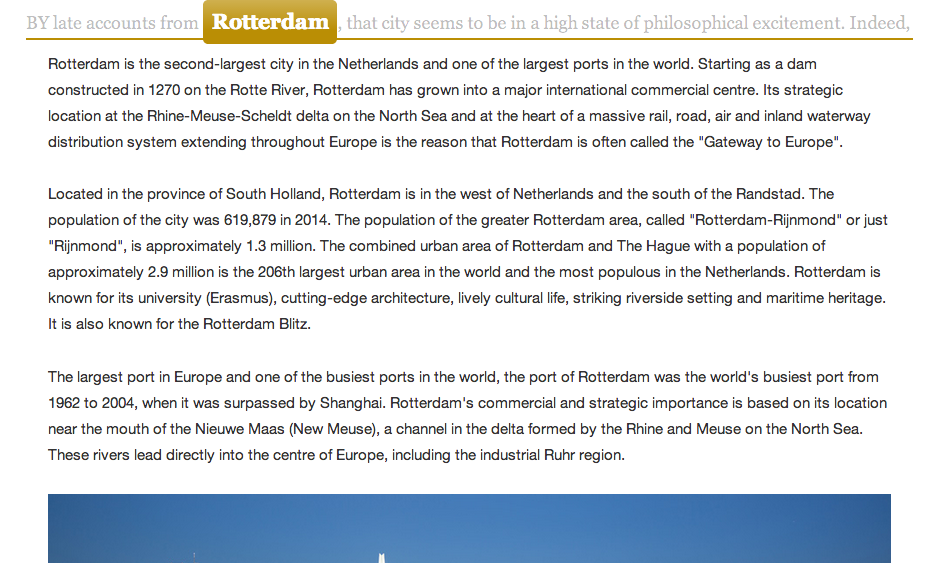 BY late accounts from Rotterdam, that city seems to be in a high state of philosophical excitement. Indeed,
Rotterdam is the second-largest city in the Netherlands and one of the largest ports in the world. Starting as a dam
constructed in 1270 on the Rotte River, Rotterdam has grown into a major international commercial centre. Its strategic
location at the Rhine-Meuse-Scheldt delta on the North Sea and at the heart of a massive rail, road, air and inland waterway
distribution system extending throughout Europe is the reason that Rotterdam is often called the "Gateway to Europe".
Located in the province of South Holland, Rotterdam is in the west of Netherlands and the south of the Randstad. The
population of the city was 619,879 in 2014. The population of the greater Rotterdam area, called "Rotterdam-Rijnmond" or just
"Rijnmond", is approximately 1.3 million. The combined urban area of Rotterdam and The Hague with a population of
approximately 2.9 million is the 206th largest urban area in the world and the most populous in the Netherlands. Rotterdam is
known for its university (Erasmus), cutting-edge architecture, lively cultural life, striking riverside setting and maritime heritage.
It is also known for the Rotterdam Blitz.
The largest port in Europe and one of the busiest ports in the world, the port of Rotterdam was the world's busiest port from
1962 to 2004, when it was surpassed by Shanghai. Rotterdam's commercial and strategic importance is based on its location
near the mouth of the Nieuwe Maas (New Meuse), a channel in the delta formed by the Rhine and Meuse on the North Sea.
These rivers lead directly into the centre of Europe, including the industrial Ruhr region.